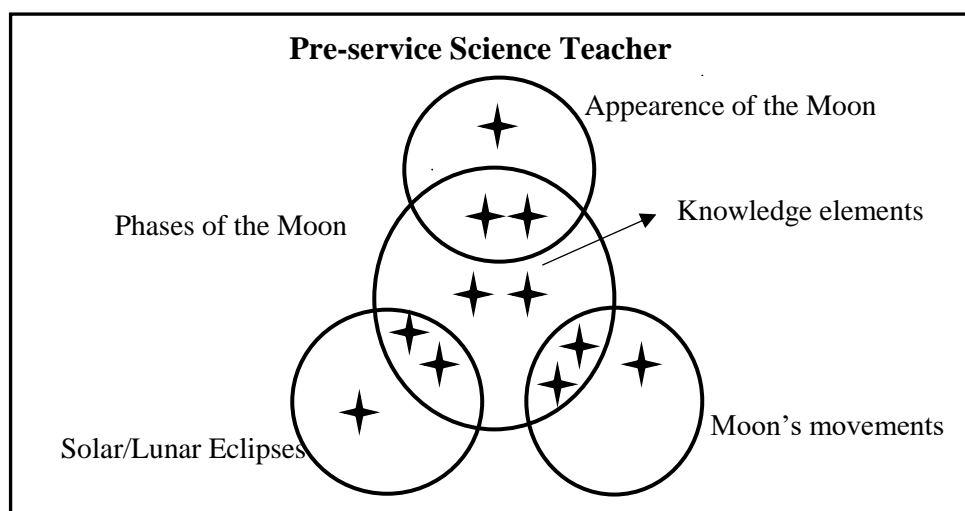 Pre-service Science Teacher
Appearence of the Moon
Knowledge elements
Phases of the Moon
Moon's movements
Solar/Lunar Eclipses